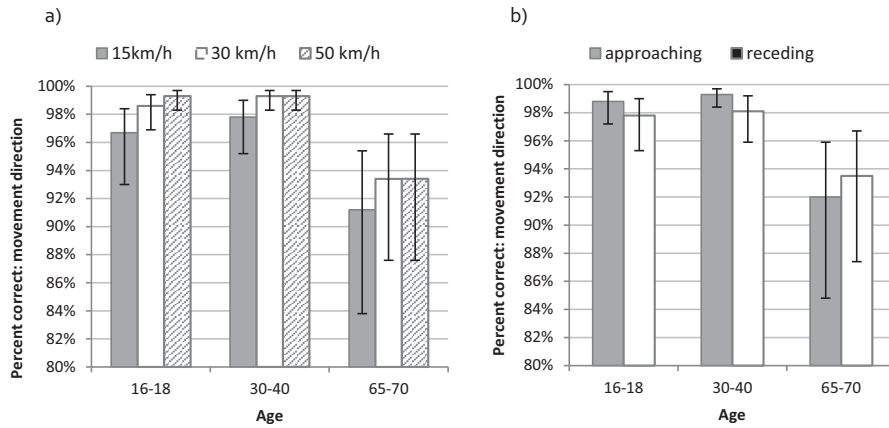 a)
15km/h 30 km/h 50 km/h
Percent correct: movement direction
100%
98%
96%
94%
92%
90%
88%
86%
84%
82%
80%
16-18 30-40 65-70
Age
b)
approaching receding
Percent correct: movement direction
100%
98%
96%
94%
92%
90%
88%
86%
84%
82%
80%
16-18 30-40 65-70
Age